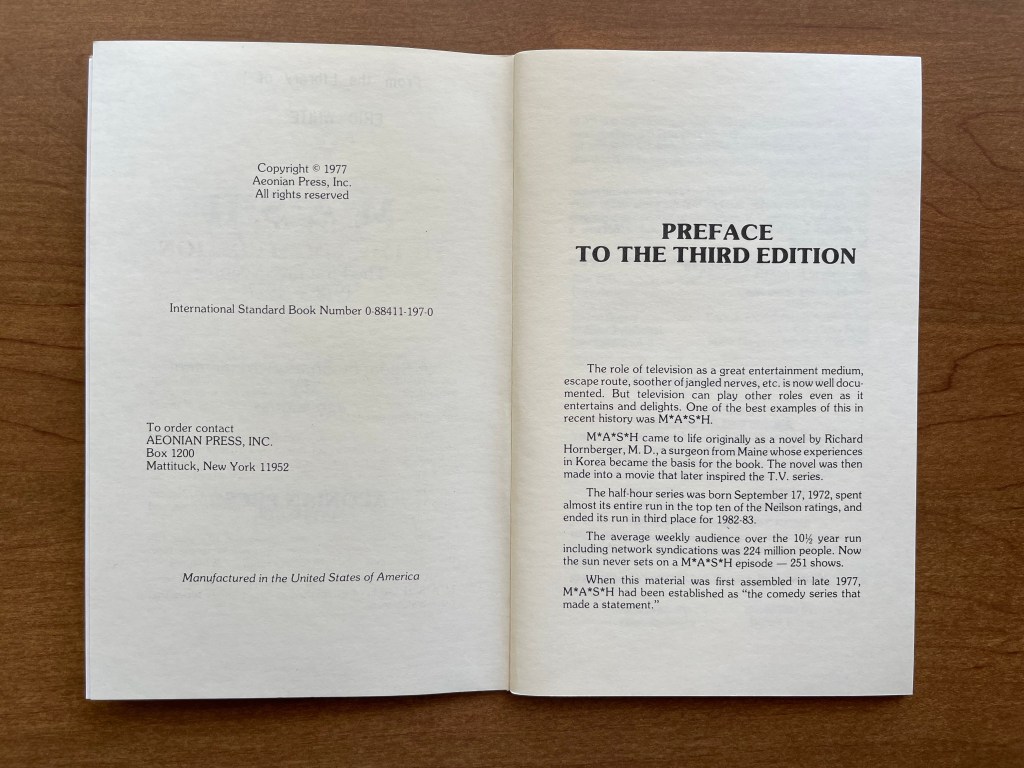 Copyright © 1977
Aeonian Press, Inc.
All rights reserved
International Standard Book Number 0-88411-197-0
To order contact
AEONIAN PRESS, INC.
Box 1200
Mattituck, New York 11952
Manufactured in the United States of America
PREFACE
TO THE THIRD EDITION
The role of television as a great entertainment medium,
escape route, soother of jangled nerves, etc. is now well docu-
mented. But television can play other roles even as it
entertains and delights. One of the best examples of this in
recent history was M*A*S*H.
M*A*S*H came to life originally as a novel by Richard
Hornberger, M. D., a surgeon from Maine whose experiences
in Korea became the basis for the book. The novel was then
made into a movie that later inspired the T.V. series.
The half-hour series was born September 17, 1972, spent
almost its entire run in the top ten of the Neilson ratings, and
ended its run in third place for 1982-83.
The average weekly audience over the 10½ year run
including network syndications was 224 million people. Now
the sun never sets on a M*A*S*H episode — 251 shows.
When this material was first assembled in late 1977,
M*A*S*H had been established as “the comedy series that
made a statement.”